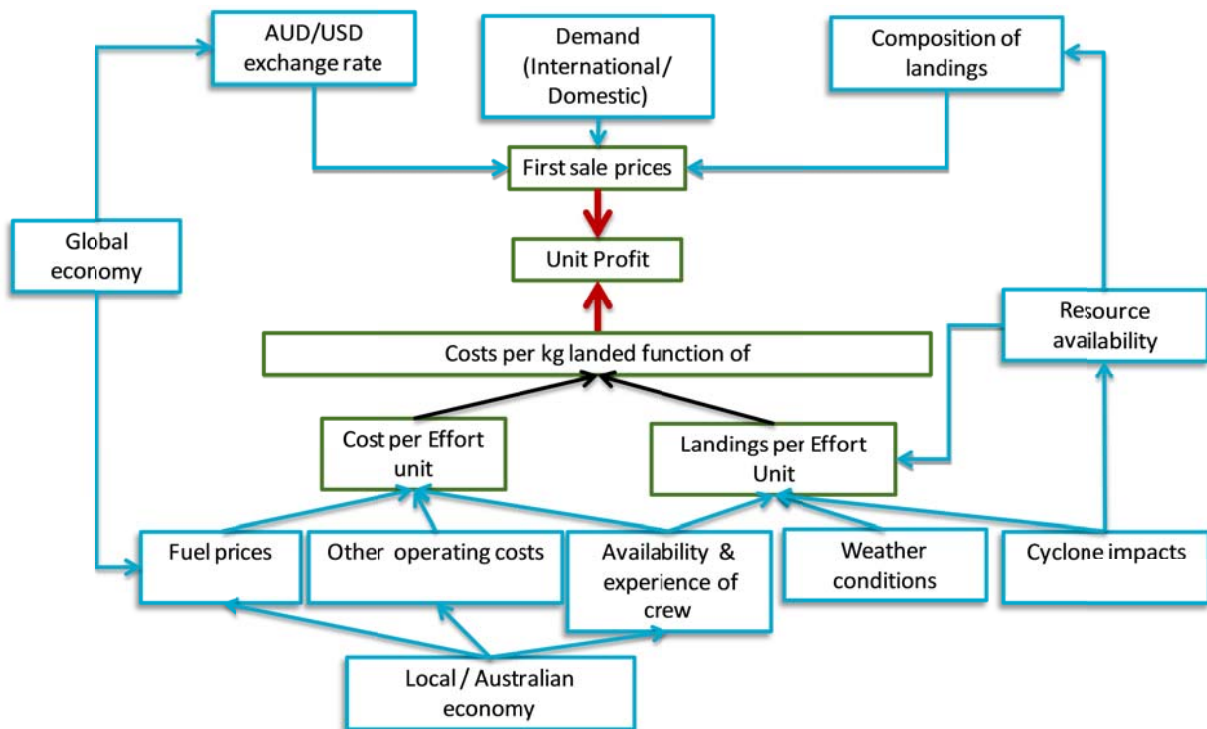 AUD/USD
exchange rate
Demand
(International/
Domestic)
Composition of
landings
First sale prices
Global
economy
Unit Profit
Resource
availability
Costs per kg landed function of
Cost per Effort
unit
Landings per Effort
Unit
Fuel prices
Other operating costs
Availability &
experience of
crew
Weather
conditions
Cyclone impacts
Local / Australian
economy